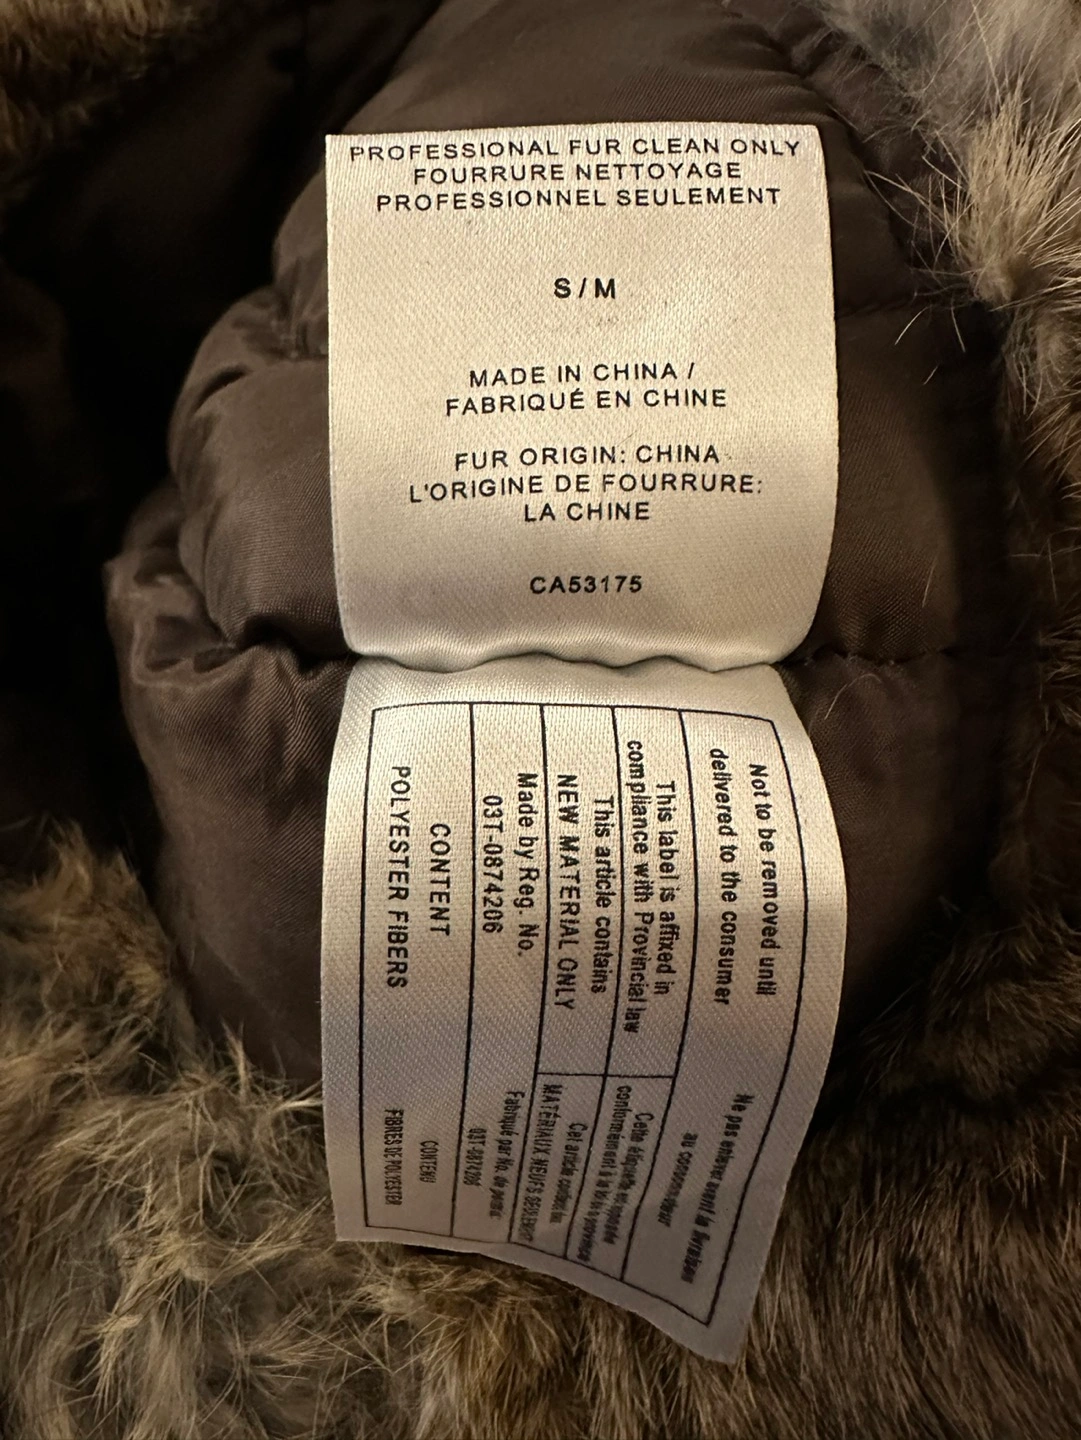 PROFESSIONAL FUR CLEAN ONLY
FOURRURE NETTOYAGE
PROFESSIONNEL SEULEMENT
S / M
MADE IN CHINA /
FABRIQUÉ EN CHINE
FUR ORIGIN: CHINA
L'ORIGINE DE FOURRURE:
LA CHINE
CA53175
Not to be removed until
delivered to the consumer
Ne pas enlever avant la livraison
au consommateur
This label is affixed in
compliance with Provincial law
Cette étiquette est apposée
conformément à la loi de la province
This article contains
NEW MATERIAL ONLY
Cet article contient des
MATÉRIAUX NEUFS SEULEMENT
Made by Reg. No.
03T-0874206
Fabriqué par No. de permis:
03T-0874206
CONTENT
POLYESTER FIBERS
CONTENU
FIBRES DE POLYESTER